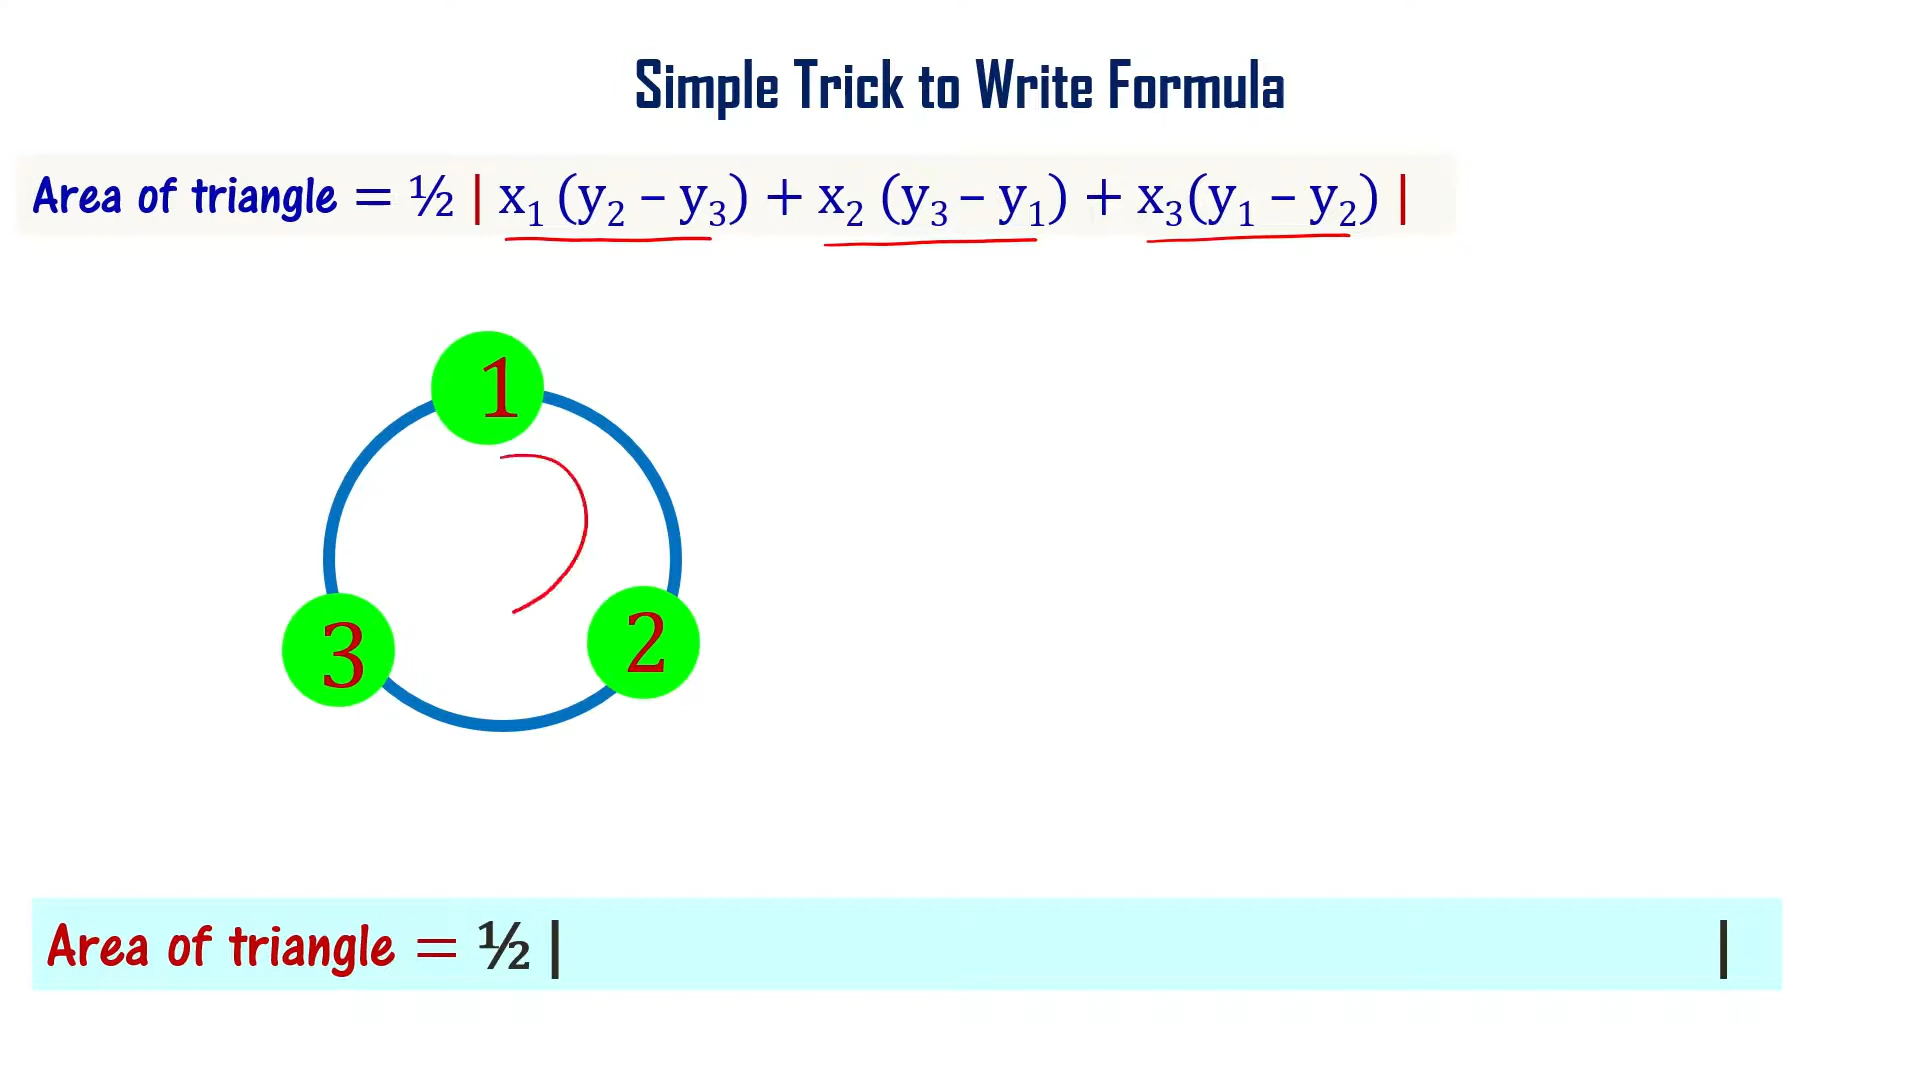 Simple Trick to Write Formula
Area of triangle = ½ | x₁ (y₂ – y₃) + x₂ (y₃ – y₁) + x₃(y₁ – y₂) |
1
3
2
Area of triangle = ½ | |